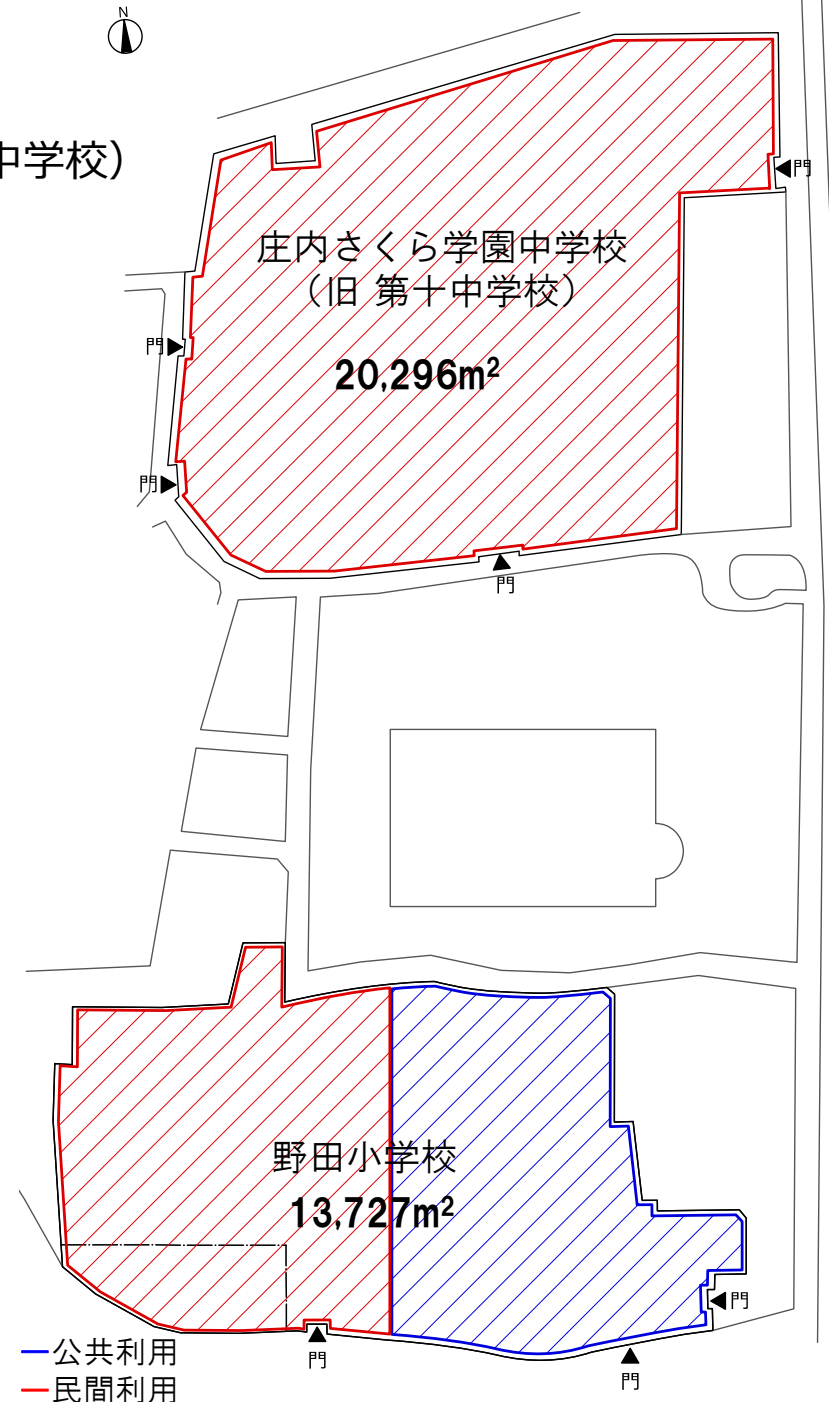 N
中学校）
門
庄内さくら学園中学校
（旧 第十中学校）
門
20,296m²
門
門
野田小学校
13,727m²
門
公共利用
門
門
民間利用